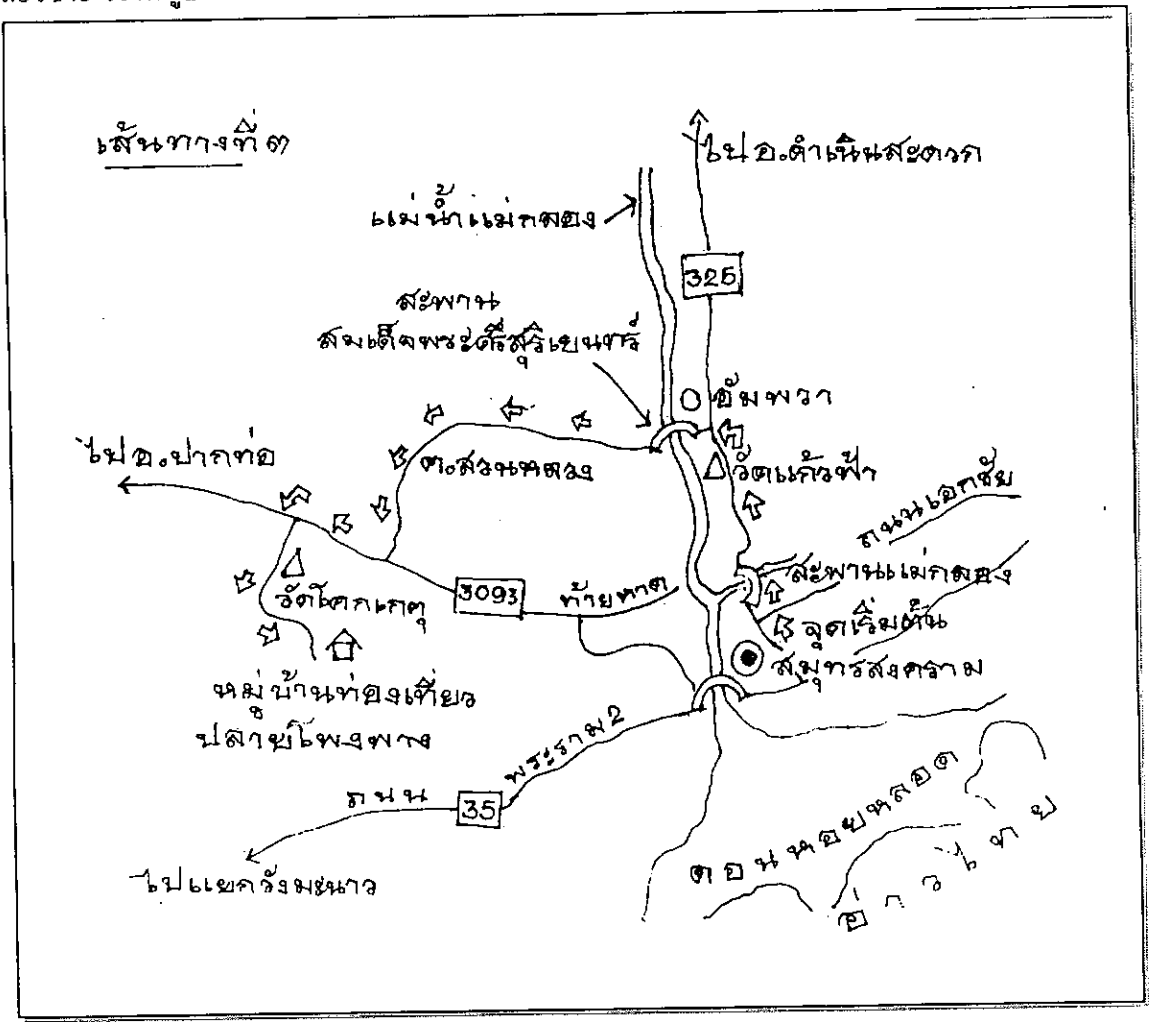 เส้นทางที่ ๓
ไป อ.ดำเนินสะดวก
แม่น้ำแม่กลอง
325
สะพาน
สมเด็จพระศรีสุริเยนทร์
อัมพวา
ไป อ.ปากท่อ
ต.สวนหลวง
วัดแก้วฟ้า
ถนนเอกชัย
สะพานแม่กลอง
3093
ท้ายหาด
วัดโคกเกตุ
จุดเริ่มต้น
สมุทรสงคราม
หมู่บ้านท่องเที่ยว
ปลายโพงพาง
ถนน 35 พระราม 2
ดอนหอยหลอด
อ่าวไทย
ไปแยกวังมะนาว